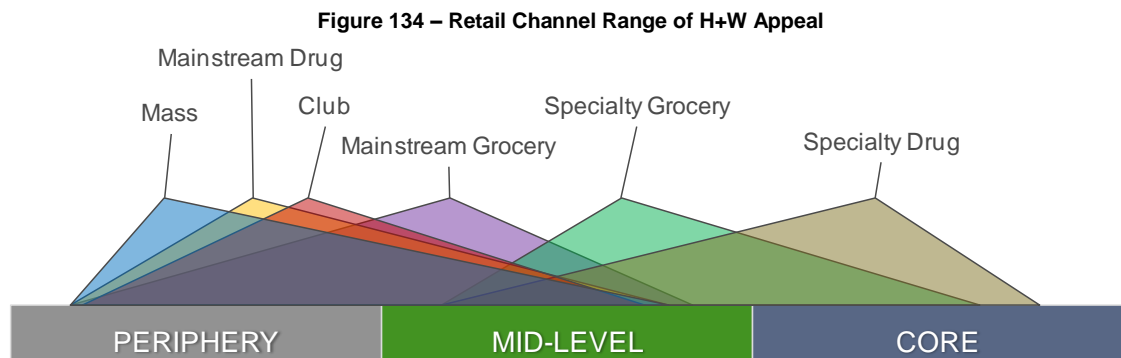 Figure 134 – Retail Channel Range of H+W Appeal
Mainstream Drug
Mass
Club
Specialty Grocery
Mainstream Grocery
Specialty Drug
PERIPHERY
MID-LEVEL
CORE